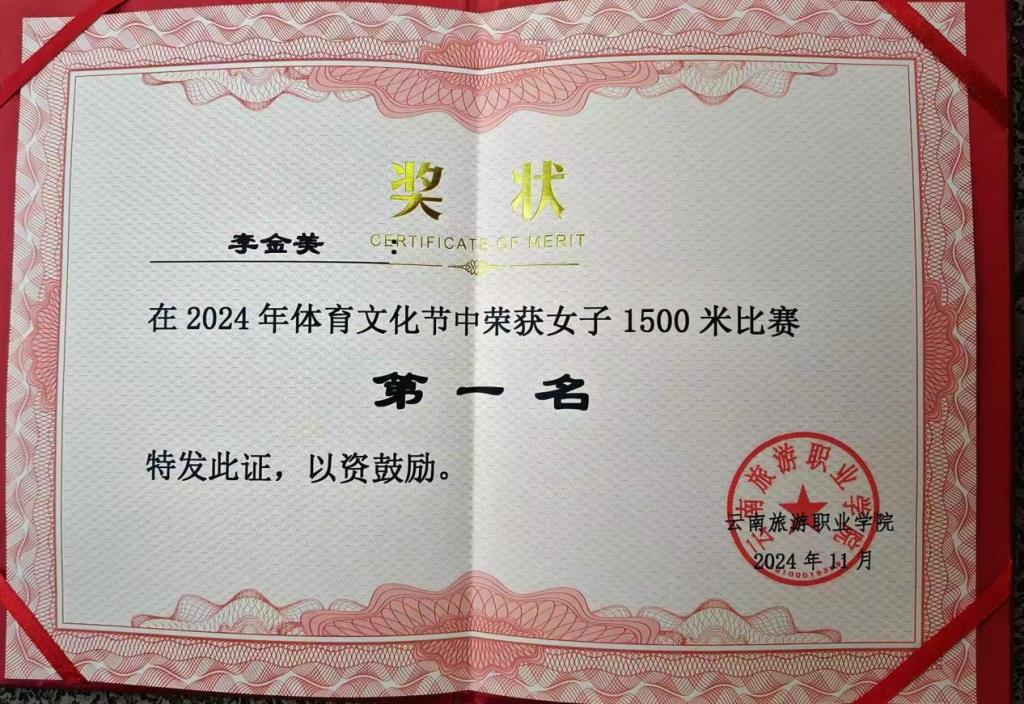 奖状
CERTIFICATE OF MERIT
李金美：
在2024年体育文化节中荣获女子1500米比赛
第一名
特发此证，以资鼓励。
云南旅游职业学院
云南旅游职业学院
2024年11月